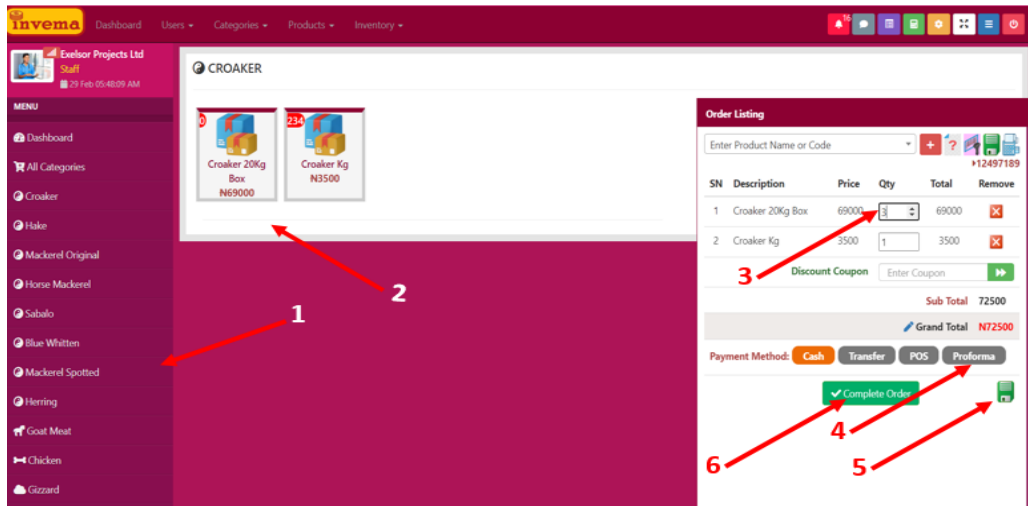 invema Dashboard Users Categories Products Inventory 16
Exelsor Projects Ltd
Staff
29 Feb 05:48:09 AM
MENU
Dashboard
All Categories
Croaker
Hake
Mackerel Original
Horse Mackerel
Sabalo
Blue Whitten
Mackerel Spotted
Herring
Goat Meat
Chicken
Gizzard
CROAKER
0
Croaker 20Kg
Box
N69000
234
Croaker Kg
N3500
1
2
Order Listing
Enter Product Name or Code + ?
12497189
SN Description Price Qty Total Remove
1 Croaker 20Kg Box 69000 3 69000
2 Croaker Kg 3500 1 3500
3
Discount Coupon Enter Coupon
Sub Total 72500
Grand Total N72500
Payment Method: Cash Transfer POS Proforma
Complete Order
4
5
6